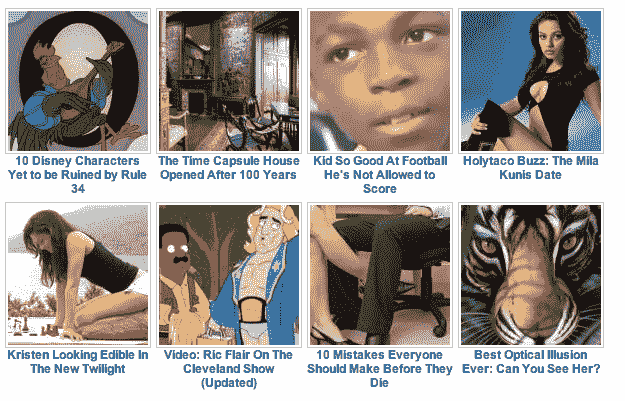 10 Disney Characters
Yet to be Ruined by Rule
34
The Time Capsule House
Opened After 100 Years
Kid So Good At Football
He's Not Allowed to
Score
Holytaco Buzz: The Mila
Kunis Date
Kristen Looking Edible In
The New Twilight
Video: Ric Flair On The
Cleveland Show
(Updated)
10 Mistakes Everyone
Should Make Before They
Die
Best Optical Illusion
Ever: Can You See Her?